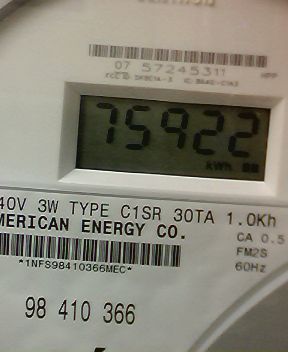 07 57245311
HPP
75922
kWh
40V 3W TYPE C1SR 30TA 1.0Kh
MERICAN ENERGY CO.
CA 0.5
FM2S
60Hz
*1NFS98410366MEC*
98 410 366